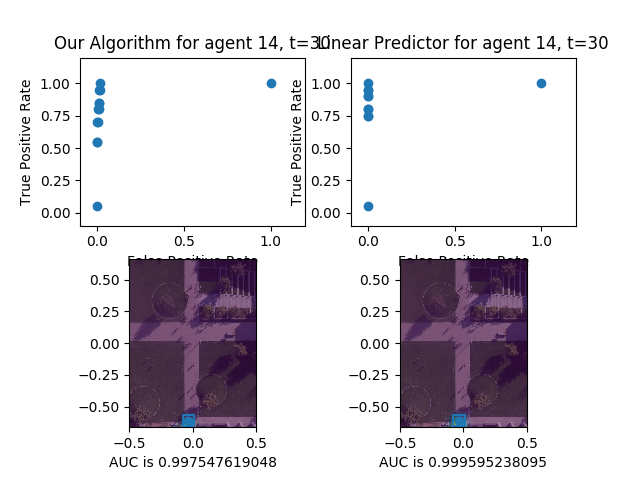 Our Algorithm for agent 14, t=30
Linear Predictor for agent 14, t=30
True Positive Rate
1.00
0.75
0.50
0.25
0.00
0.0 0.5 1.0
False Positive Rate
True Positive Rate
1.00
0.75
0.50
0.25
0.00
0.0 0.5 1.0
False Positive Rate
0.50
0.25
0.00
−0.25
−0.50
−0.5 0.0 0.5
AUC is 0.997547619048
0.50
0.25
0.00
−0.25
−0.50
−0.5 0.0 0.5
AUC is 0.999595238095